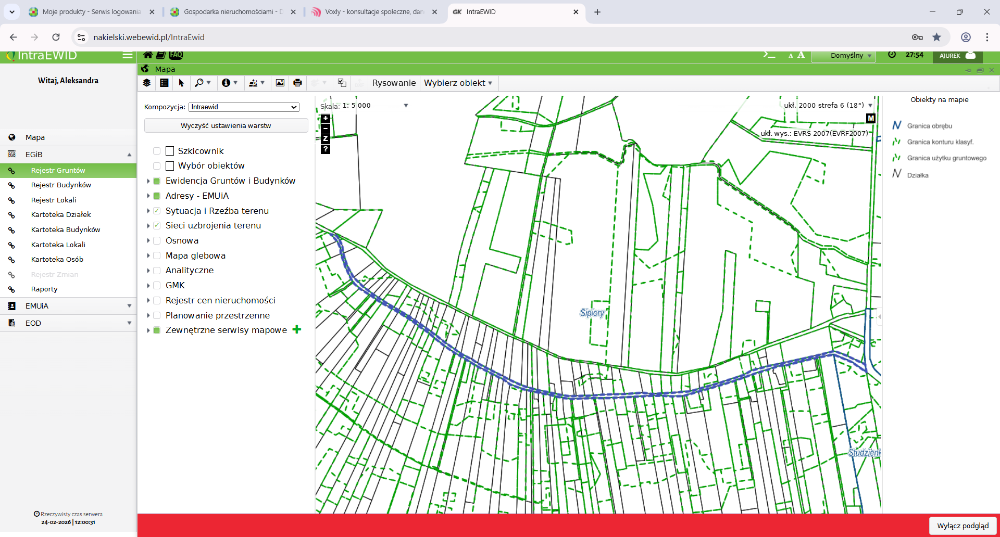 Moje produkty - Serwis logowania
Gospodarka nieruchomościami - D
Voxly - konsultacje społeczne, dan
GK IntraEWID
nakielski.webewid.pl/IntraEwid
IntraEWID
FAQ
A A
Domyślny
27:54
AJUREK
Witaj, Aleksandra
Mapa
EGiB
Rejestr Gruntów
Rejestr Budynków
Rejestr Lokali
Kartoteka Działek
Kartoteka Budynków
Kartoteka Lokali
Kartoteka Osób
Rejestr Zmian
Raporty
EMUiA
EOD
Rzeczywisty czas serwera
24-02-2026 | 12:00:31
Mapa
Rysowanie
Wybierz obiekt
Kompozycja: Intraewid
Wyczyść ustawienia warstw
Szkicownik
Wybór obiektów
Ewidencja Gruntów i Budynków
Adresy - EMUiA
Sytuacja i Rzeźba terenu
Sieci uzbrojenia terenu
Osnowa
Mapa glebowa
Analityczne
GMK
Rejestr cen nieruchomości
Planowanie przestrzenne
Zewnętrzne serwisy mapowe
Skala: 1: 5 000
+
−
Z
?
ukł. 2000 strefa 6 (18°)
M
ukł. wys.: EVRS 2007(EVRF2007)
Sipiory
Studzienk
Obiekty na mapie
Granica obrębu
Granica konturu klasyf.
Granica użytku gruntowego
Działka
Wyłącz podgląd